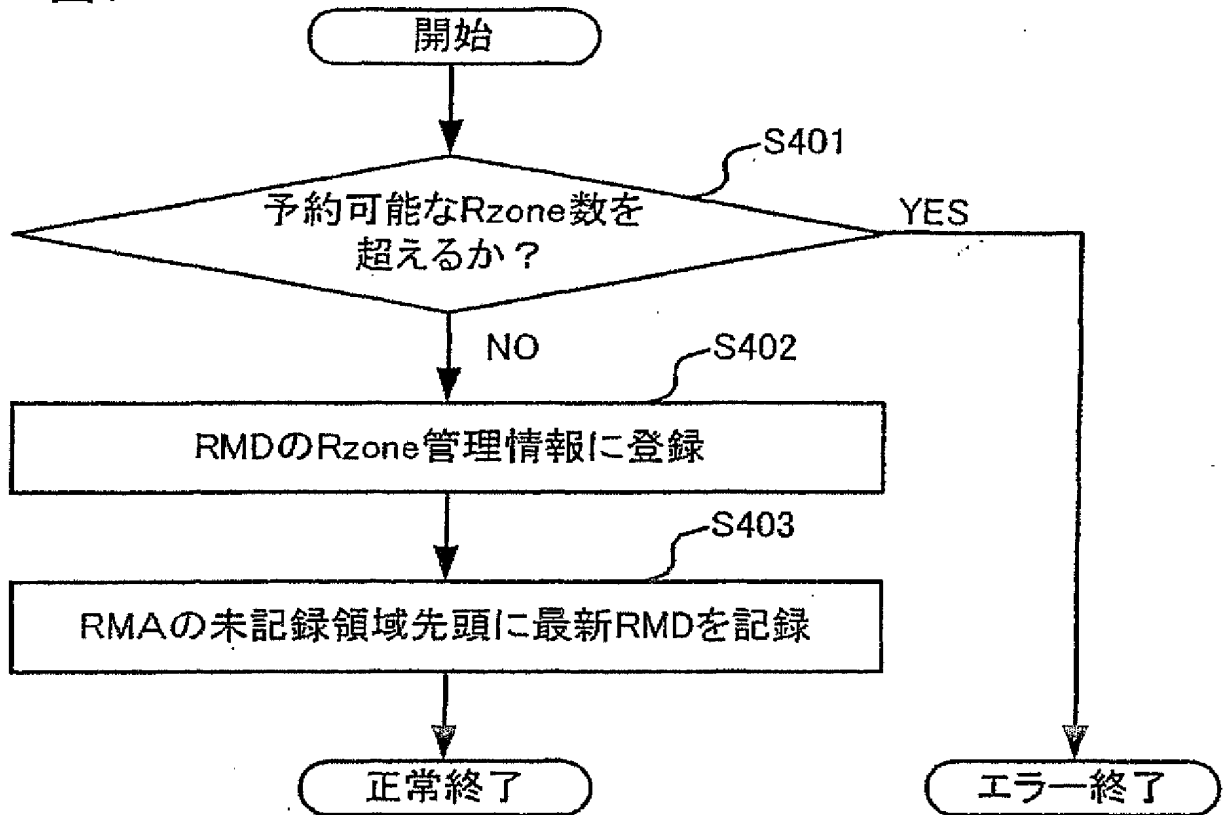 開始
S401
予約可能なRzone数を
超えるか？
YES
NO
S402
RMDのRzone管理情報に登録
S403
RMAの未記録領域先頭に最新RMDを記録
正常終了
エラー終了